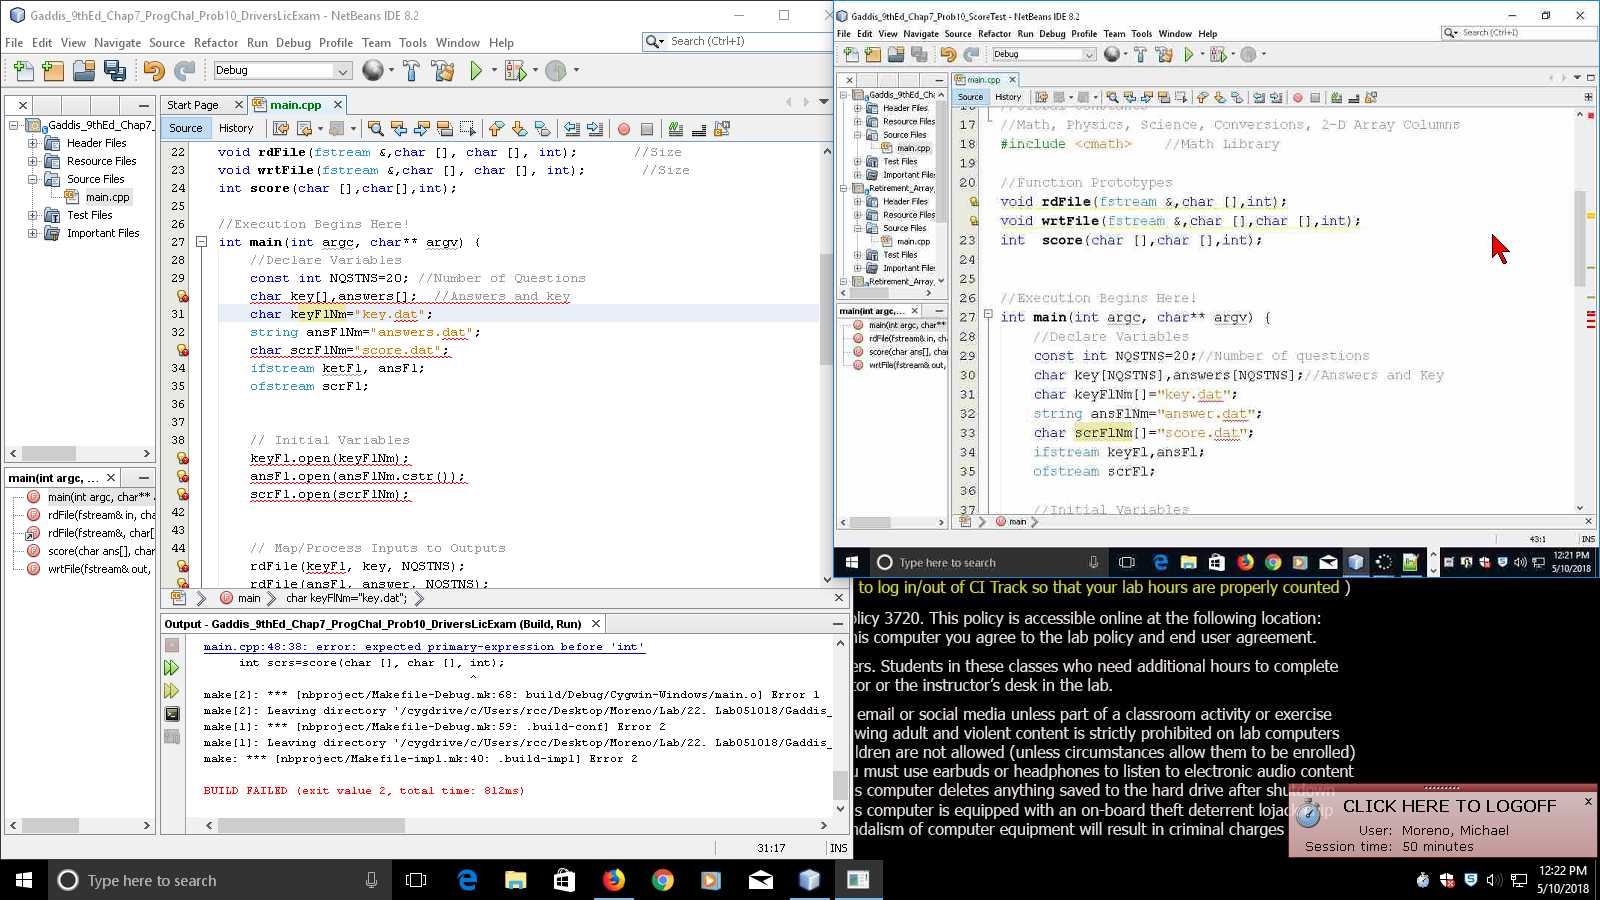 Gaddis_9thEd_Chap7_ProgChal_Prob10_DriversLicExam - NetBeans IDE 8.2
File Edit View Navigate Source Refactor Run Debug Profile Team Tools Window Help
Search (Ctrl+I)
Debug
Start Page
main.cpp
Source History
Gaddis_9thEd_Chap7_
Header Files
Resource Files
Source Files
main.cpp
Test Files
Important Files
22 void rdFile(fstream &,char [], char [], int); //Size
23 void wrtFile(fstream &,char [], char [], int); //Size
24 int score(char [],char[],int);
25
26 //Execution Begins Here!
27 int main(int argc, char** argv) {
28 //Declare Variables
29 const int NQSTNS=20; //Number of Questions
char key[],answers[]; //Answers and key
31 char keyFlNm="key.dat";
32 string ansFlNm="answers.dat";
char scrFlNm="score.dat";
34 ifstream ketFl, ansFl;
35 ofstream scrFl;
36
37
38 // Initial Variables
keyFl.open(keyFlNm);
ansFl.open(ansFlNm.cstr());
scrFl.open(scrFlNm);
42
43
44 // Map/Process Inputs to Outputs
rdFile(keyFl, key, NQSTNS);
rdFile(ansFl, answer, NQSTNS);
main char keyFlNm="key.dat";
main(int argc, ...
main(int argc, char**
rdFile(fstream& in, cha
rdFile(fstream&, char[
score(char ans[], char
wrtFile(fstream& out,
Output - Gaddis_9thEd_Chap7_ProgChal_Prob10_DriversLicExam (Build, Run)
main.cpp:48:38: error: expected primary-expression before 'int'
int scrs=score(char [], char [], int);
^
make[2]: *** [nbproject/Makefile-Debug.mk:68: build/Debug/Cygwin-Windows/main.o] Error 1
make[2]: Leaving directory '/cygdrive/c/Users/rcc/Desktop/Moreno/Lab/22. Lab051018/Gaddis_
make[1]: *** [nbproject/Makefile-Debug.mk:59: .build-conf] Error 2
make[1]: Leaving directory '/cygdrive/c/Users/rcc/Desktop/Moreno/Lab/22. Lab051018/Gaddis_
make: *** [nbproject/Makefile-impl.mk:40: .build-impl] Error 2
BUILD FAILED (exit value 2, total time: 812ms)
31:17 INS
Gaddis_9thEd_Chap7_Prob10_ScoreTest - NetBeans IDE 8.2
File Edit View Navigate Source Refactor Run Debug Profile Team Tools Window Help
Search (Ctrl+I)
Debug
main.cpp
Source History
Gaddis_9thEd_Cha
Header Files
Resource Files
Source Files
main.cpp
Test Files
Important Files
Retirement_Array_
Header Files
Resource Files
Source Files
main.cpp
Test Files
Important Files
Retirement_Array_
main(int argc,...
main(int argc, char**
rdFile(fstream& in, ch
score(char ans[], cha
wrtFile(fstream& out,
16 //Global Constants
17 //Math, Physics, Science, Conversions, 2-D Array Columns
18 #include <cmath> //Math Library
20 //Function Prototypes
void rdFile(fstream &,char [],int);
void wrtFile(fstream &,char [],char [],int);
23 int score(char [],char [],int);
24
25
26 //Execution Begins Here!
27 int main(int argc, char** argv) {
28 //Declare Variables
29 const int NQSTNS=20;//Number of questions
30 char key[NQSTNS],answers[NQSTNS];//Answers and Key
31 char keyFlNm[]="key.dat";
32 string ansFlNm="answer.dat";
33 char scrFlNm[]="score.dat";
34 ifstream keyFl,ansFl;
35 ofstream scrFl;
36
37 //Initial Variables
main
43:1 INS
Type here to search
12:21 PM
5/10/2018
to log in/out of CI Track so that your lab hours are properly counted )
olicy 3720. This policy is accessible online at the following location:
his computer you agree to the lab policy and end user agreement.
ers. Students in these classes who need additional hours to complete
tor or the instructor's desk in the lab.
email or social media unless part of a classroom activity or exercise
wing adult and violent content is strictly prohibited on lab computers
ldren are not allowed (unless circumstances allow them to be enrolled)
u must use earbuds or headphones to listen to electronic audio content
s computer deletes anything saved to the hard drive after shutdown
s computer is equipped with an on-board theft deterrent lojack chip
ndalism of computer equipment will result in criminal charges
CLICK HERE TO LOGOFF
User: Moreno, Michael
Session time: 50 minutes
Type here to search
12:22 PM
5/10/2018